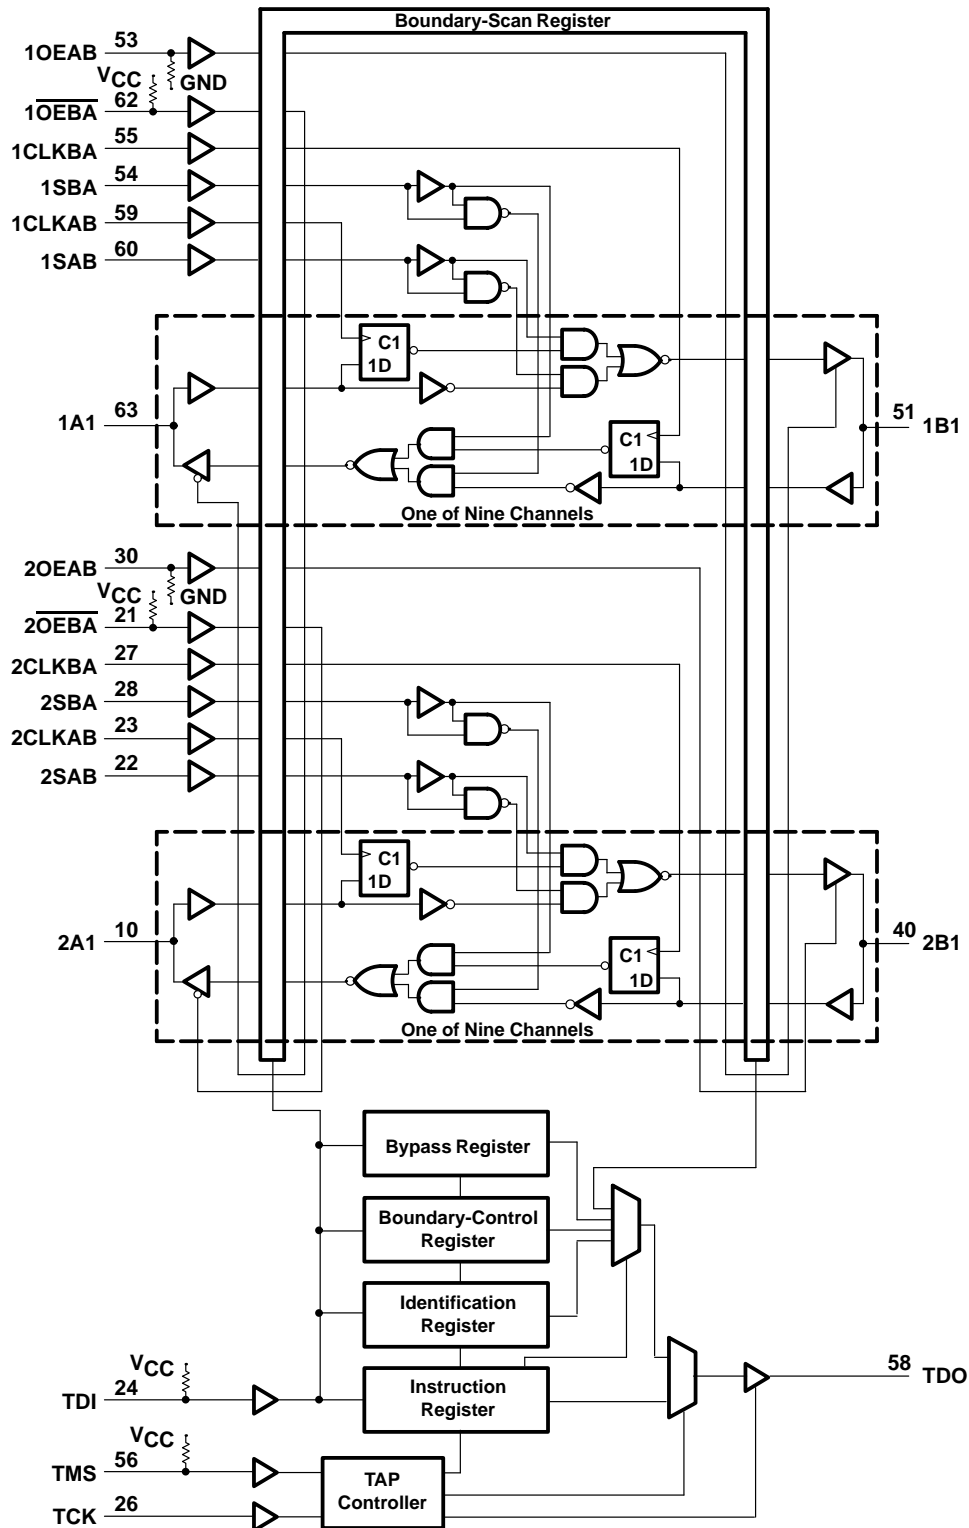 Boundary-Scan Register
1OEAB 53
VCC GND
1OEBA 62
1CLKBA 55
1SBA 54
1CLKAB 59
1SAB 60
C1
1D
1A1 63
51 1B1
C1
1D
One of Nine Channels
2OEAB 30
VCC GND
2OEBA 21
2CLKBA 27
2SBA 28
2CLKAB 23
2SAB 22
C1
1D
2A1 10
40 2B1
C1
1D
One of Nine Channels
Bypass Register
Boundary-Control
Register
Identification
Register
VCC
TDI 24
Instruction
Register
58 TDO
VCC
TMS 56
TAP
Controller
TCK 26